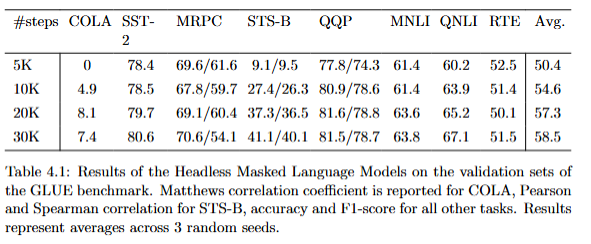 #steps COLA SST-2 MRPC STS-B QQP MNLI QNLI RTE Avg.
5K 0 78.4 69.6/61.6 9.1/9.5 77.8/74.3 61.4 60.2 52.5 50.4
10K 4.9 78.5 67.8/59.7 27.4/26.3 80.9/78.6 61.4 63.9 51.4 54.6
20K 8.1 79.7 69.1/60.4 37.3/36.5 81.6/78.8 63.6 65.2 50.1 57.3
30K 7.4 80.6 70.6/54.1 41.1/40.1 81.5/78.7 63.8 67.1 51.5 58.5
Table 4.1: Results of the Headless Masked Language Models on the validation sets of
the GLUE benchmark. Matthews correlation coefficient is reported for COLA, Pearson
and Spearman correlation for STS-B, accuracy and F1-score for all other tasks. Results
represent averages across 3 random seeds.